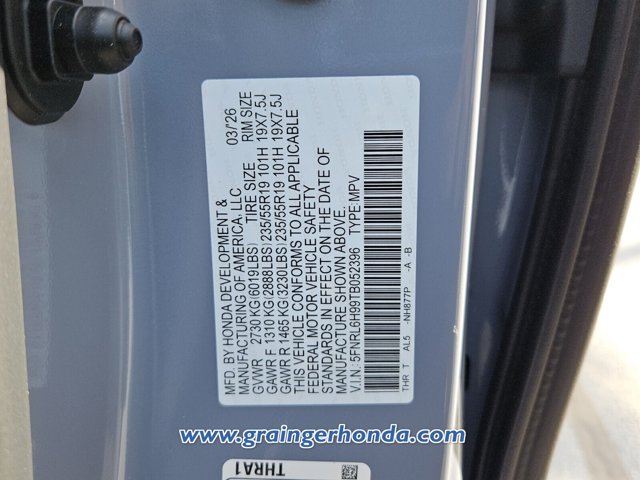 MFD. BY HONDA DEVELOPMENT &
MANUFACTURING OF AMERICA, LLC 03/'26
GVWR 2730 KG(6019LBS) TIRE SIZE RIM SIZE
GAWR F 1310 KG(2888LBS) 235/55R19 101H 19X7.5J
GAWR R 1465 KG(3230LBS) 235/55R19 101H 19X7.5J
THIS VEHICLE CONFORMS TO ALL APPLICABLE
FEDERAL MOTOR VEHICLE SAFETY
STANDARDS IN EFFECT ON THE DATE OF
MANUFACTURE SHOWN ABOVE.
V.I.N.: 5FNRL6H99TB052396 TYPE:MPV
THR T AL5 -NH877P -A -B
THRA1
www.graingerhonda.com